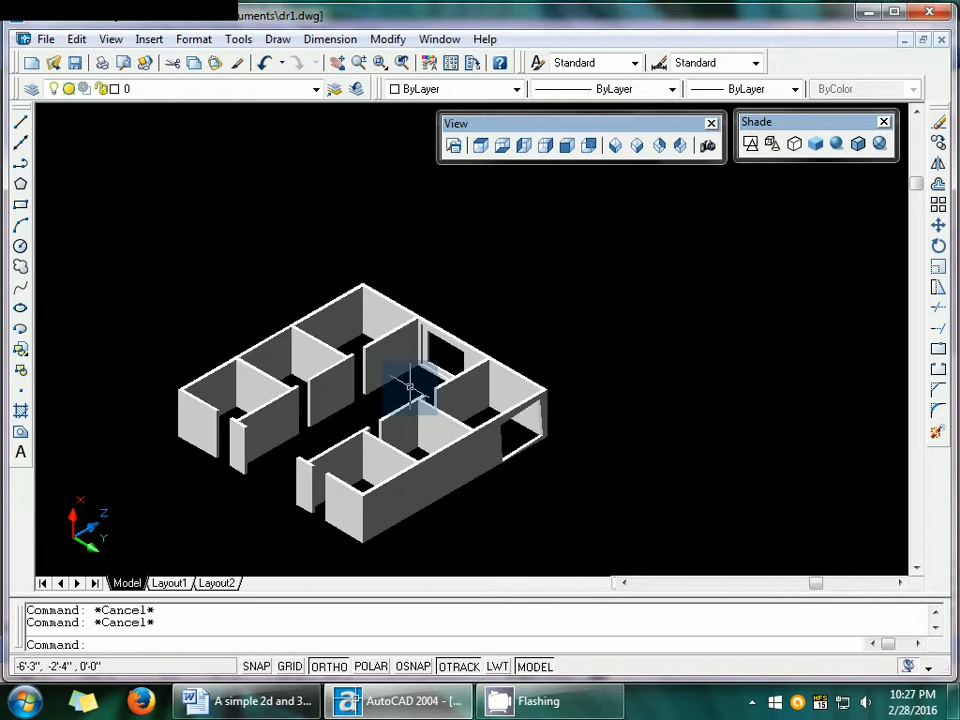 uments\dr1.dwg]
File Edit View Insert Format Tools Draw Dimension Modify Window Help
Standard Standard
0 ByLayer ByLayer ByLayer ByColor
View Shade
X
Z
Y
Model Layout1 Layout2
Command: *Cancel*
Command: *Cancel*
Command:
-6'-3", -2'-4", 0'-0" SNAP GRID ORTHO POLAR OSNAP OTRACK LWT MODEL
A simple 2d and 3... AutoCAD 2004 - [... Flashing
10:27 PM
2/28/2016